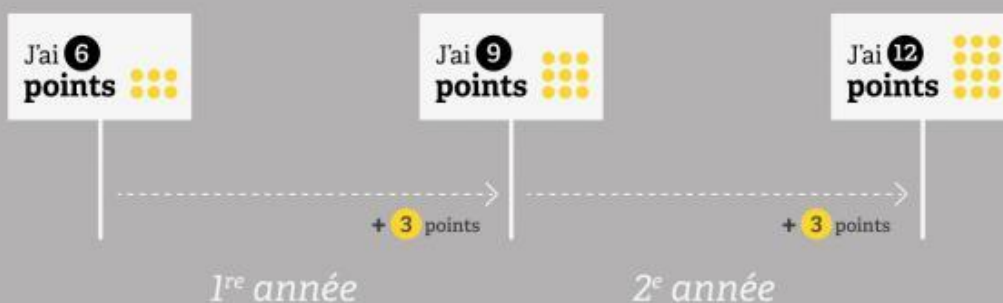 J'ai 6
points
J'ai 9
points
J'ai 12
points
+ 3 points
+ 3 points
1re année
2e année